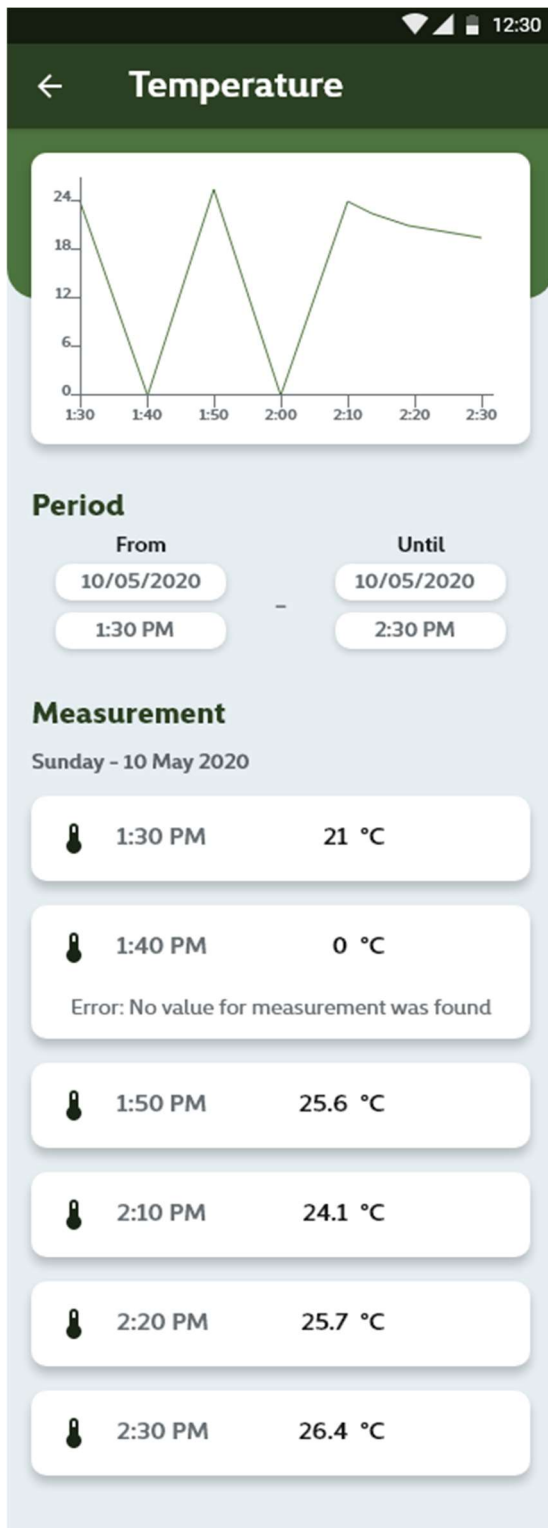 12:30
Temperature
24
18
12
6
0
1:30 1:40 1:50 2:00 2:10 2:20 2:30
Period
From Until
10/05/2020 10/05/2020
–
1:30 PM 2:30 PM
Measurement
Sunday – 10 May 2020
1:30 PM 21 °C
1:40 PM 0 °C
Error: No value for measurement was found
1:50 PM 25.6 °C
2:10 PM 24.1 °C
2:20 PM 25.7 °C
2:30 PM 26.4 °C